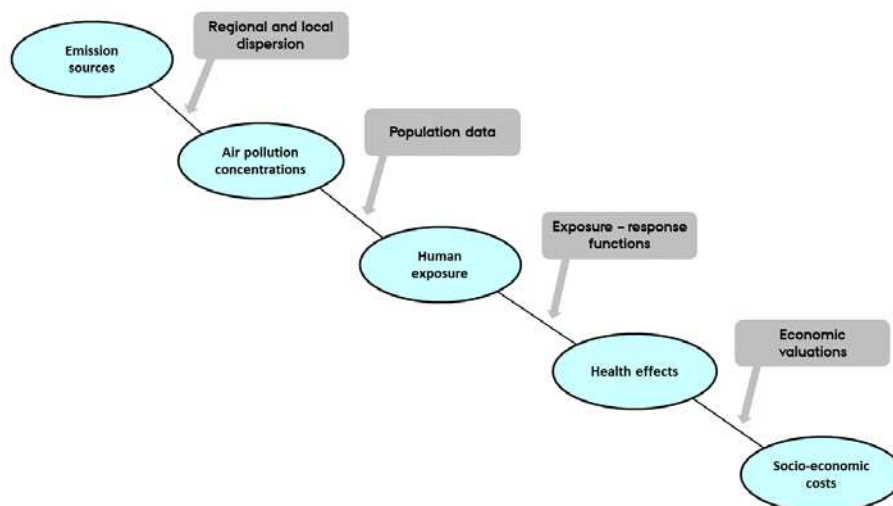 Emission
sources
Regional and local
dispersion
Air pollution
concentrations
Population data
Human
exposure
Exposure – response
functions
Health effects
Economic
valuations
Socio-economic
costs